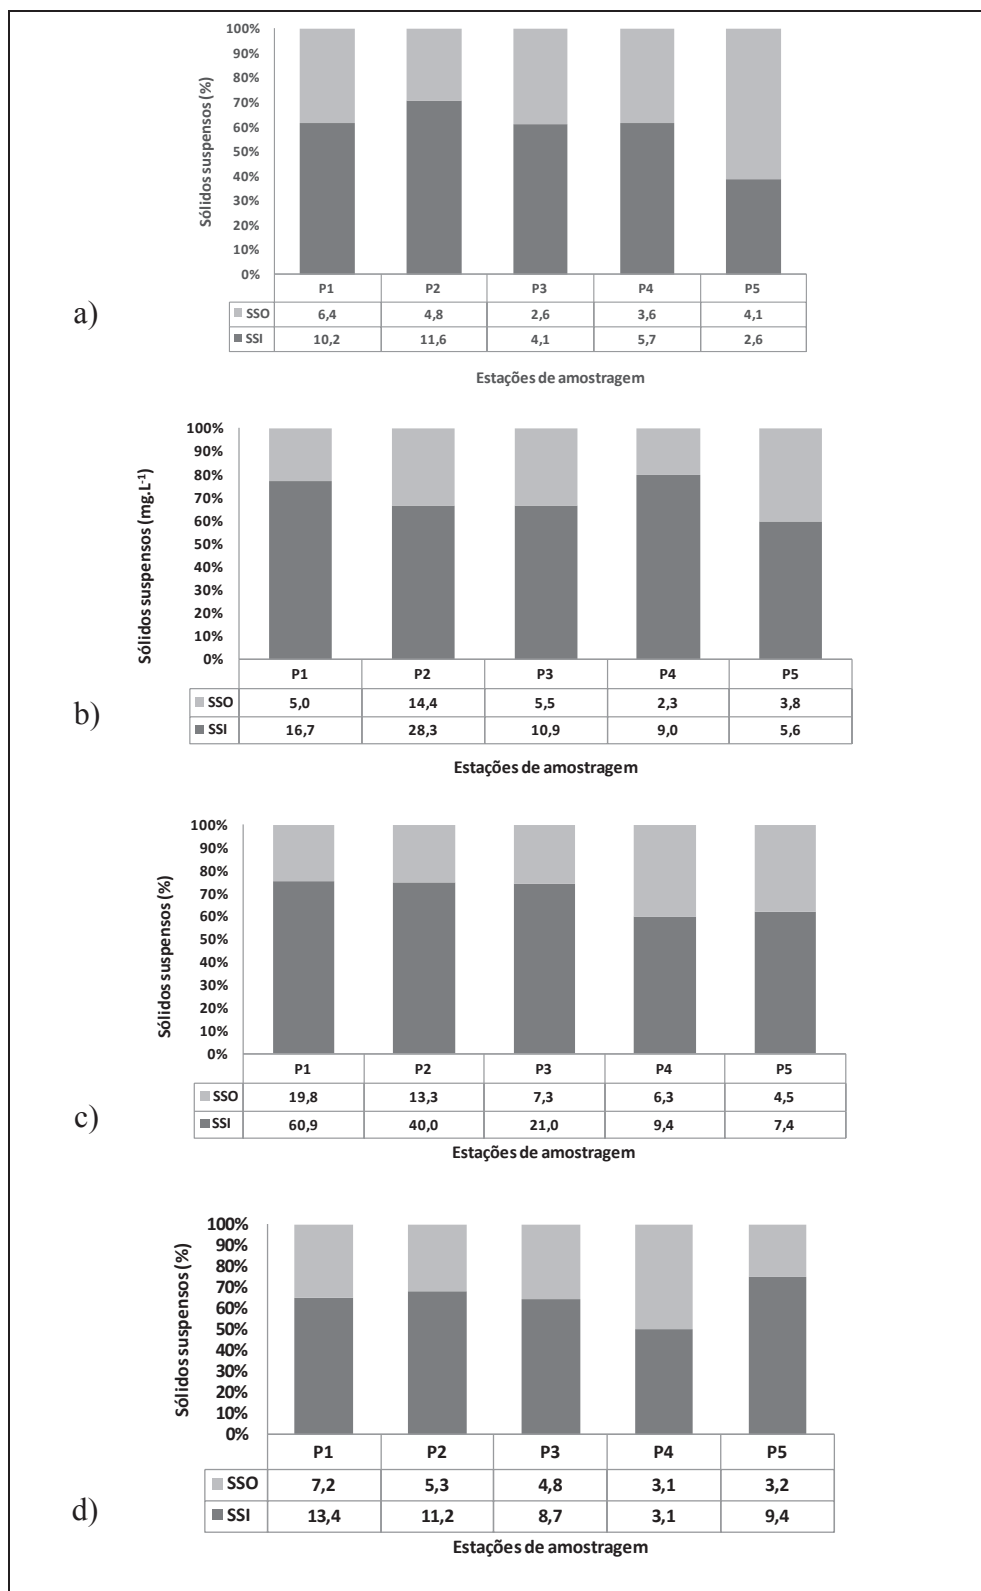 100%
90%
80%
70%
60%
50%
40%
30%
20%
10%
0%
Sólidos suspensos (%)
P1 P2 P3 P4 P5
SSO 6,4 4,8 2,6 3,6 4,1
SSI 10,2 11,6 4,1 5,7 2,6
a)
Estações de amostragem
100%
90%
80%
70%
60%
50%
40%
30%
20%
10%
0%
Sólidos suspensos (mg.L-1)
P1 P2 P3 P4 P5
SSO 5,0 14,4 5,5 2,3 3,8
SSI 16,7 28,3 10,9 9,0 5,6
b)
Estações de amostragem
100%
90%
80%
70%
60%
50%
40%
30%
20%
10%
0%
Sólidos suspensos (%)
P1 P2 P3 P4 P5
SSO 19,8 13,3 7,3 6,3 4,5
SSI 60,9 40,0 21,0 9,4 7,4
c)
Estações de amostragem
100%
90%
80%
70%
60%
50%
40%
30%
20%
10%
0%
Sólidos suspensos (%)
P1 P2 P3 P4 P5
SSO 7,2 5,3 4,8 3,1 3,2
SSI 13,4 11,2 8,7 3,1 9,4
d)
Estações de amostragem